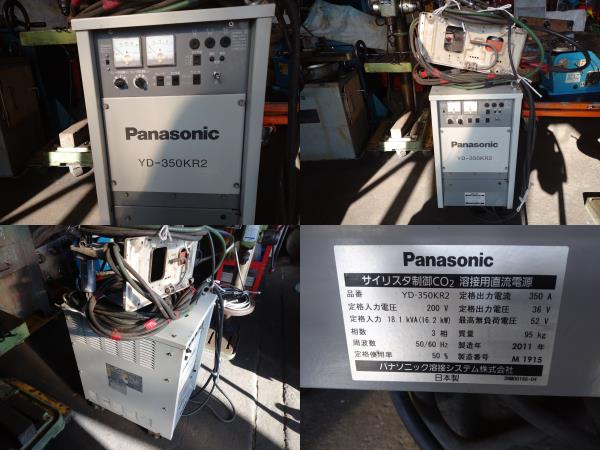 Panasonic
YD-350KR2
Panasonic
YD-350KR2
Panasonic
サイリスタ制御CO₂ 溶接用直流電源
品番 YD-350KR2 定格出力電流 350 A
定格入力電圧 200 V 定格出力電圧 36 V
定格入力 18.1 kVA(16.2 kW) 最高無負荷電圧 52 V
相数 3 相 質量 95 kg
周波数 50/60 Hz 製造年 2011 年
定格使用率 50 % 製造番号 M 1915
パナソニック溶接システム株式会社
日本製